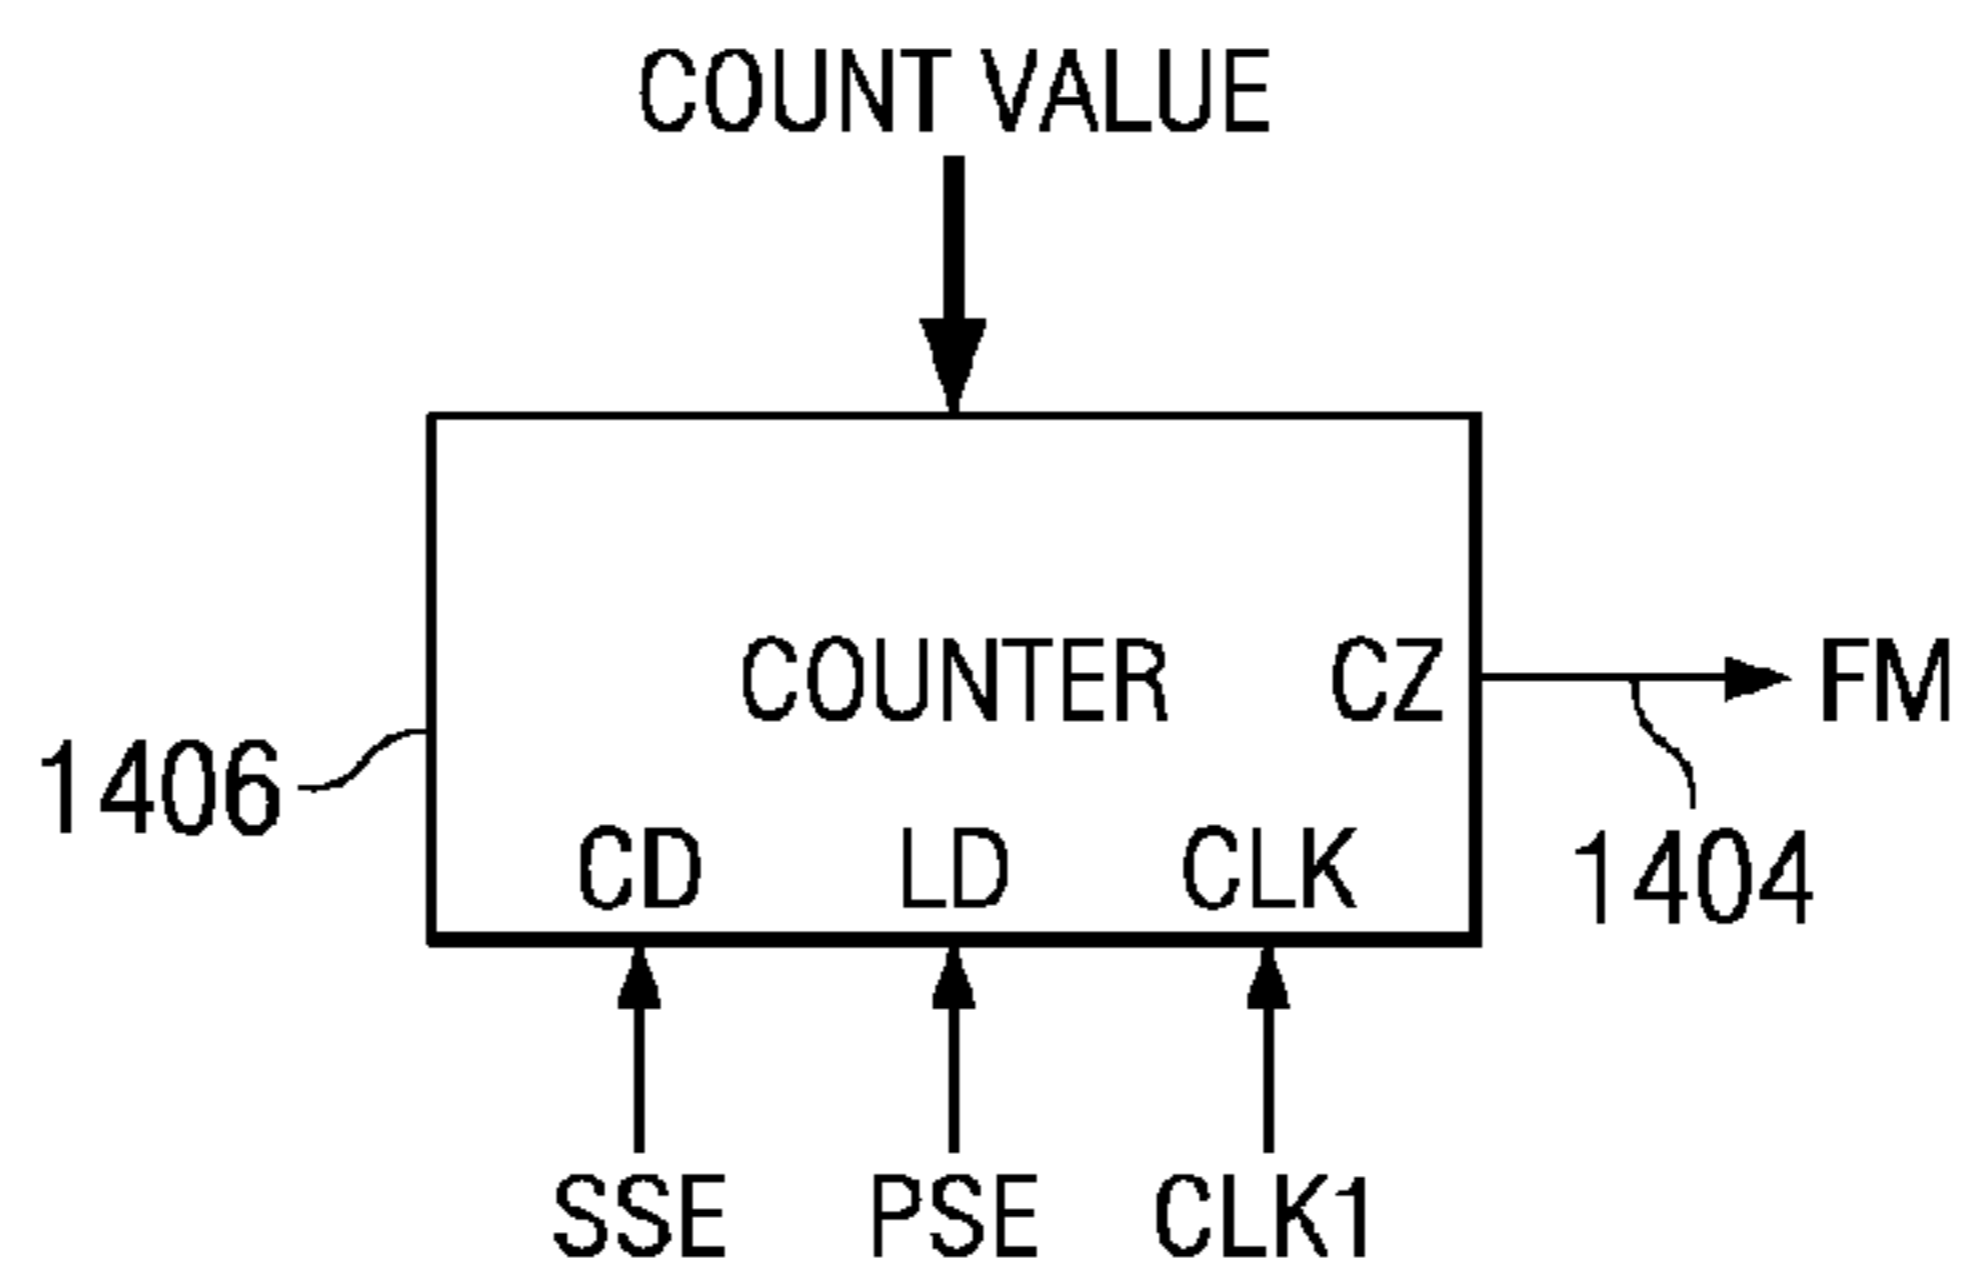 COUNT VALUE
COUNTER CZ
FM
1406
CD LD CLK
1404
SSE PSE CLK1